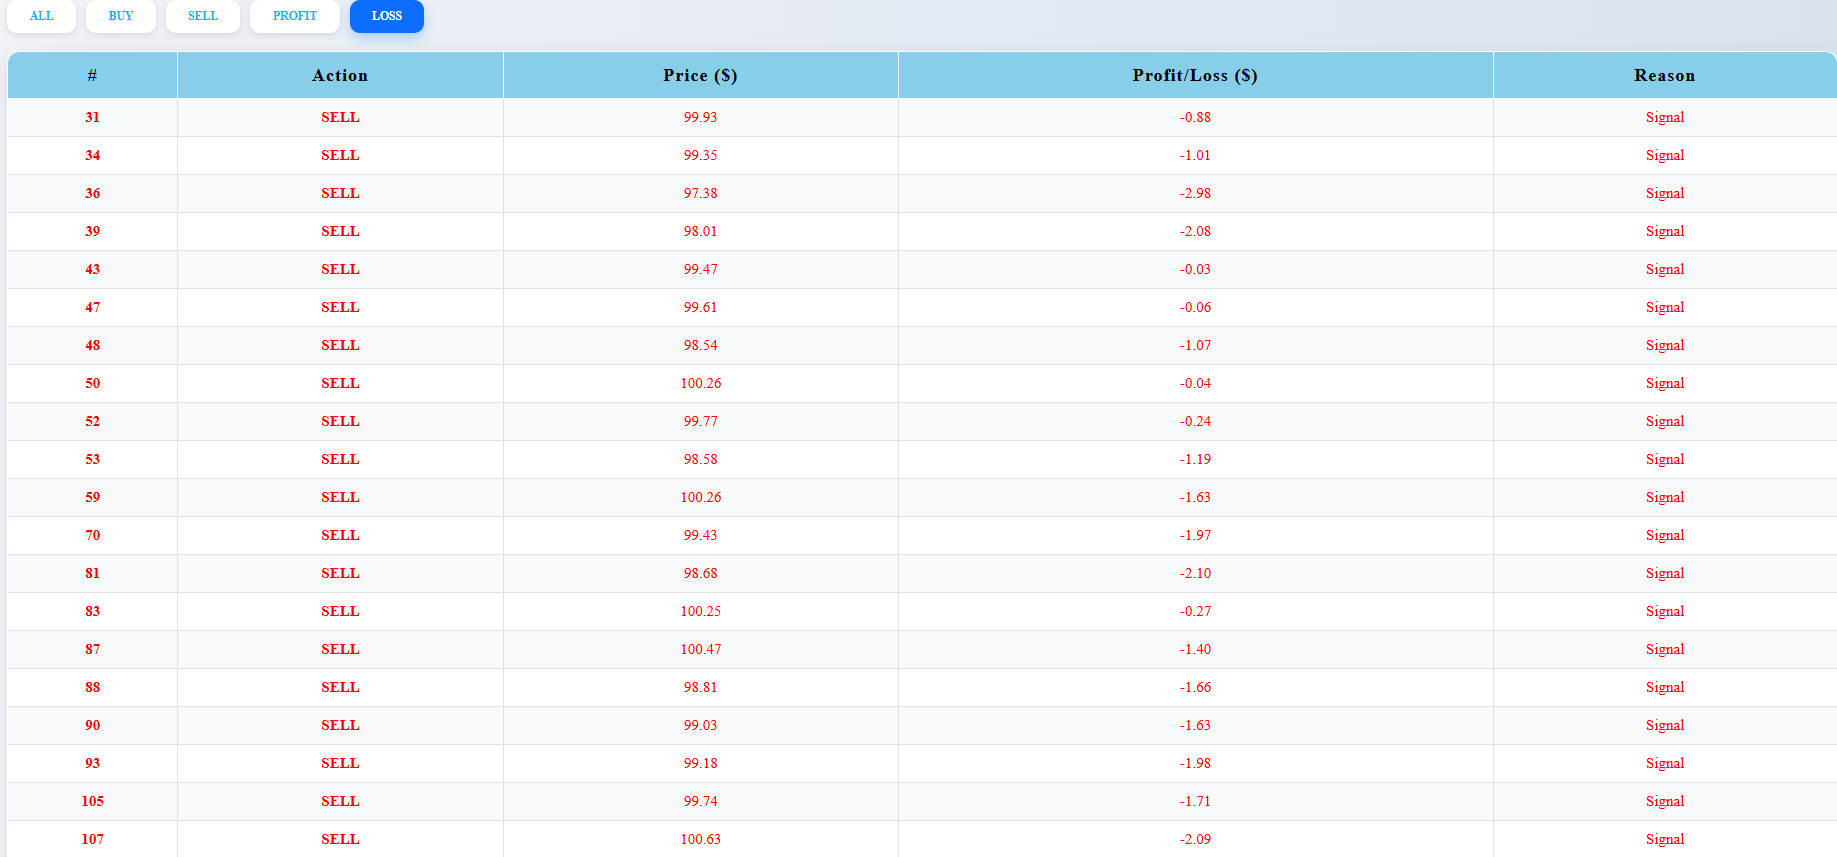 ALL BUY SELL PROFIT LOSS
# Action Price ($) Profit/Loss ($) Reason
31 SELL 99.93 -0.88 Signal
34 SELL 99.35 -1.01 Signal
36 SELL 97.38 -2.98 Signal
39 SELL 98.01 -2.08 Signal
43 SELL 99.47 -0.03 Signal
47 SELL 99.61 -0.06 Signal
48 SELL 98.54 -1.07 Signal
50 SELL 100.26 -0.04 Signal
52 SELL 99.77 -0.24 Signal
53 SELL 98.58 -1.19 Signal
59 SELL 100.26 -1.63 Signal
70 SELL 99.43 -1.97 Signal
81 SELL 98.68 -2.10 Signal
83 SELL 100.25 -0.27 Signal
87 SELL 100.47 -1.40 Signal
88 SELL 98.81 -1.66 Signal
90 SELL 99.03 -1.63 Signal
93 SELL 99.18 -1.98 Signal
105 SELL 99.74 -1.71 Signal
107 SELL 100.63 -2.09 Signal